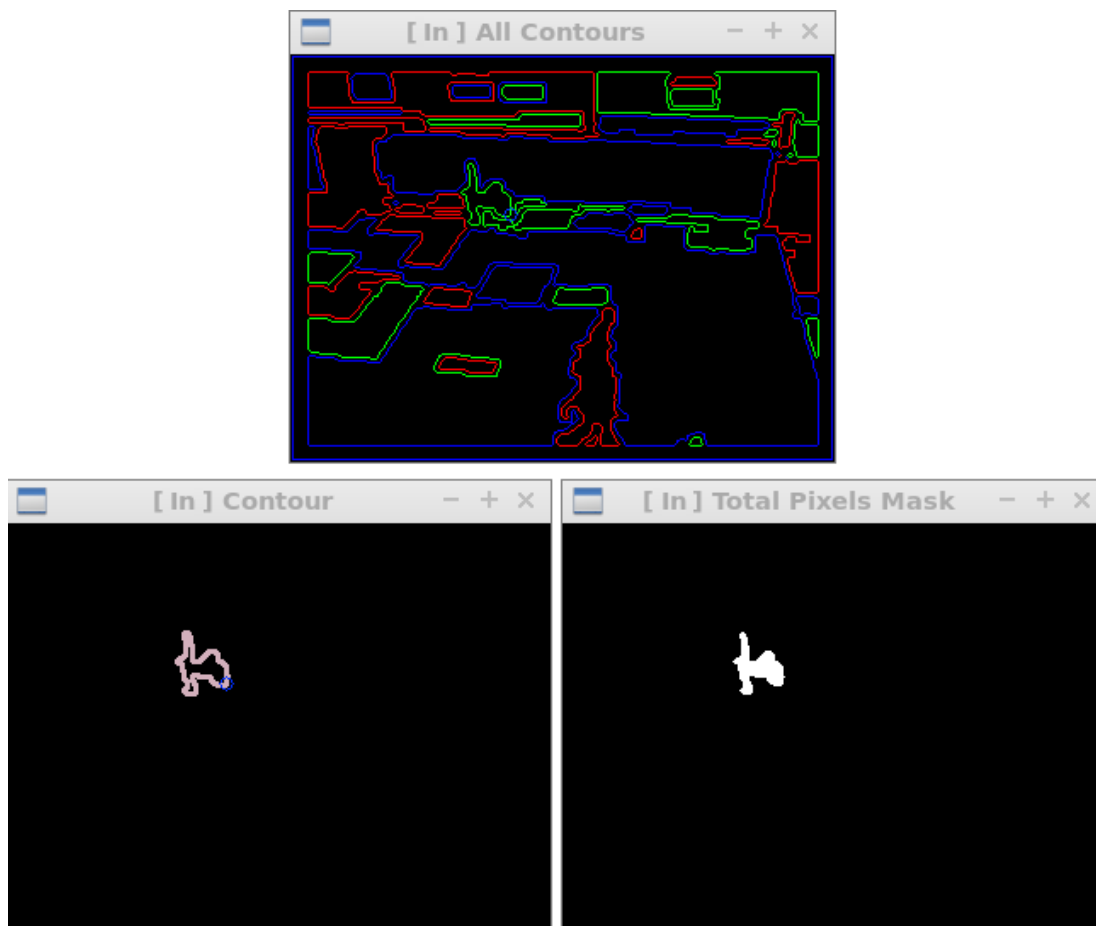 [ In ] All Contours
[ In ] Contour
[ In ] Total Pixels Mask